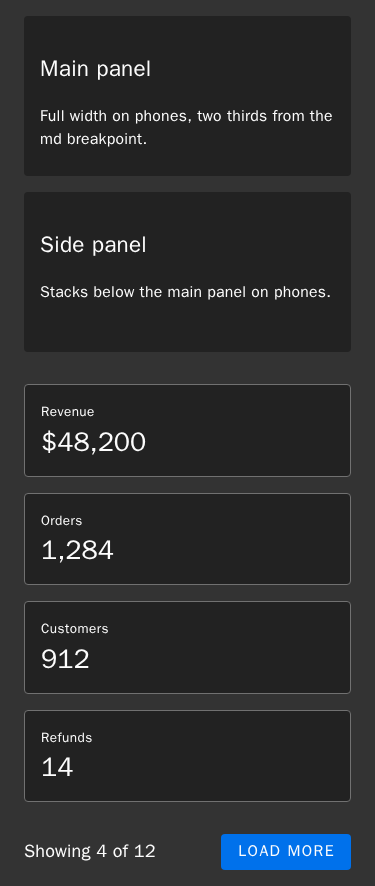 Main panel
Full width on phones, two thirds from the
md breakpoint.
Side panel
Stacks below the main panel on phones.
Revenue
$48,200
Orders
1,284
Customers
912
Refunds
14
Showing 4 of 12
LOAD MORE